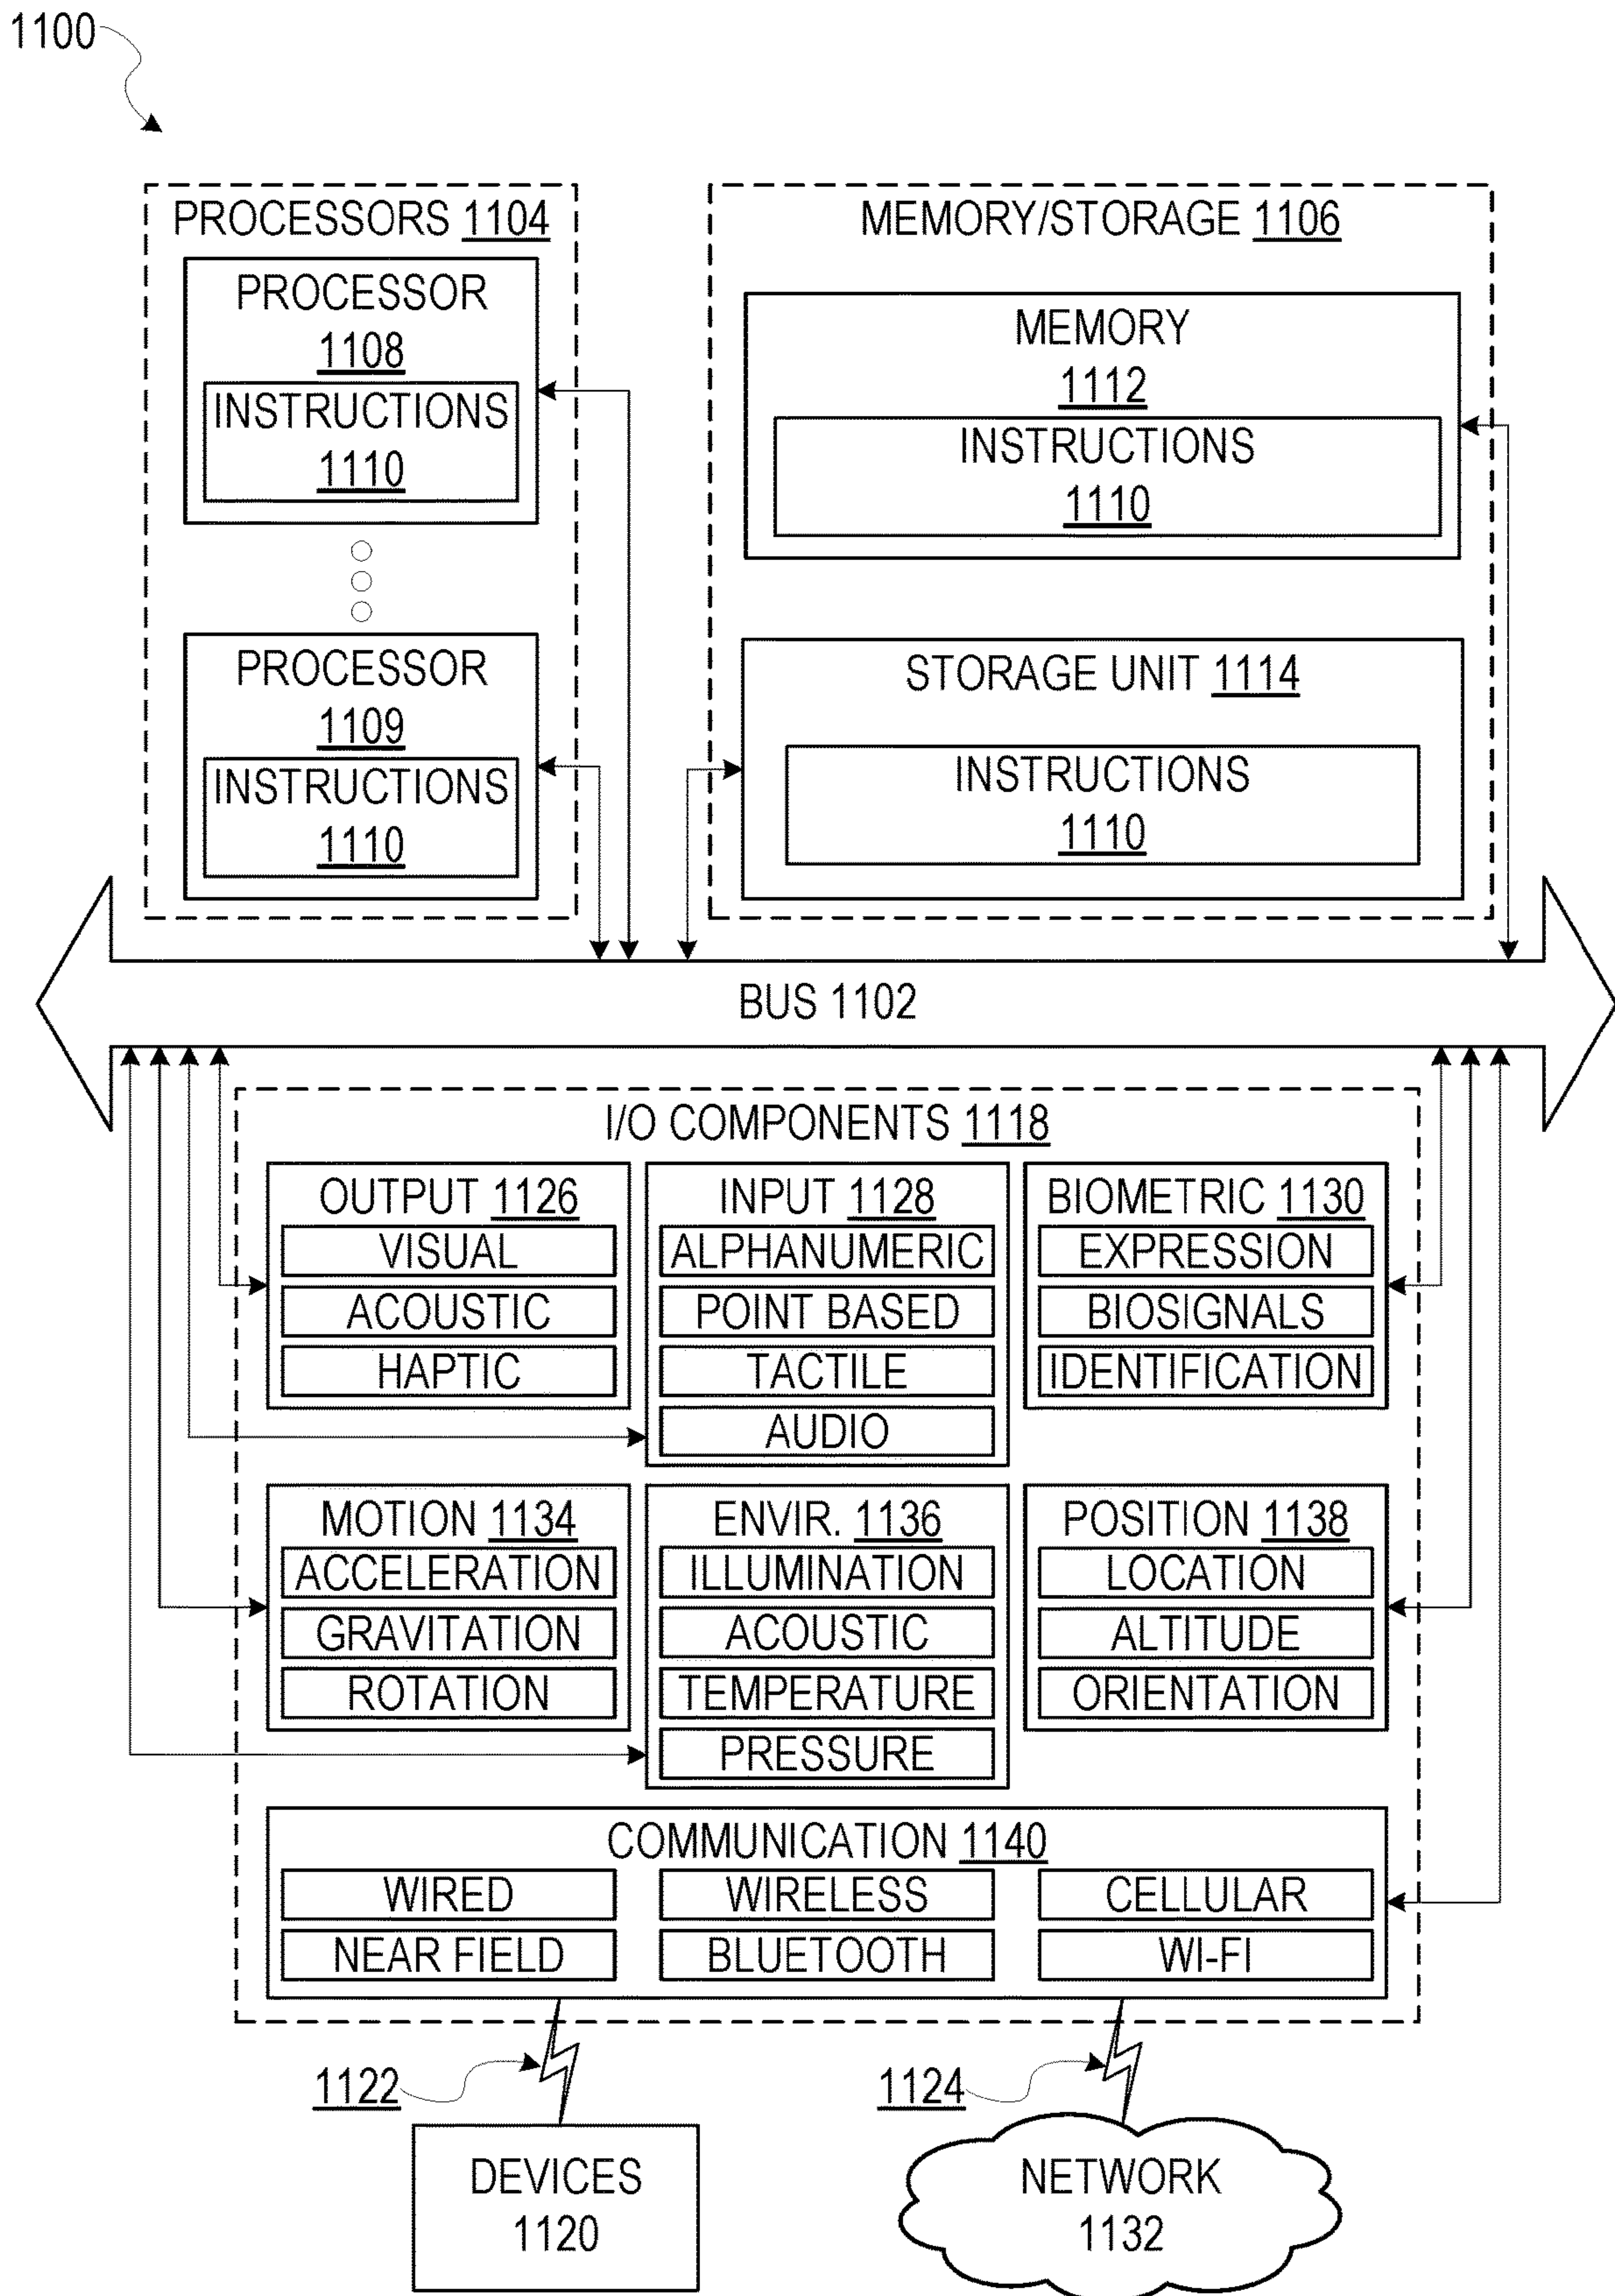 1100
PROCESSORS 1104
PROCESSOR
1108
INSTRUCTIONS
1110
PROCESSOR
1109
INSTRUCTIONS
1110
MEMORY/STORAGE 1106
MEMORY
1112
INSTRUCTIONS
1110
STORAGE UNIT 1114
INSTRUCTIONS
1110
BUS 1102
I/O COMPONENTS 1118
OUTPUT 1126
VISUAL
ACOUSTIC
HAPTIC
INPUT 1128
ALPHANUMERIC
POINT BASED
TACTILE
AUDIO
BIOMETRIC 1130
EXPRESSION
BIOSIGNALS
IDENTIFICATION
MOTION 1134
ACCELERATION
GRAVITATION
ROTATION
ENVIR. 1136
ILLUMINATION
ACOUSTIC
TEMPERATURE
PRESSURE
POSITION 1138
LOCATION
ALTITUDE
ORIENTATION
COMMUNICATION 1140
WIRED
WIRELESS
CELLULAR
NEAR FIELD
BLUETOOTH
WI-FI
1122
1124
DEVICES
1120
NETWORK
1132